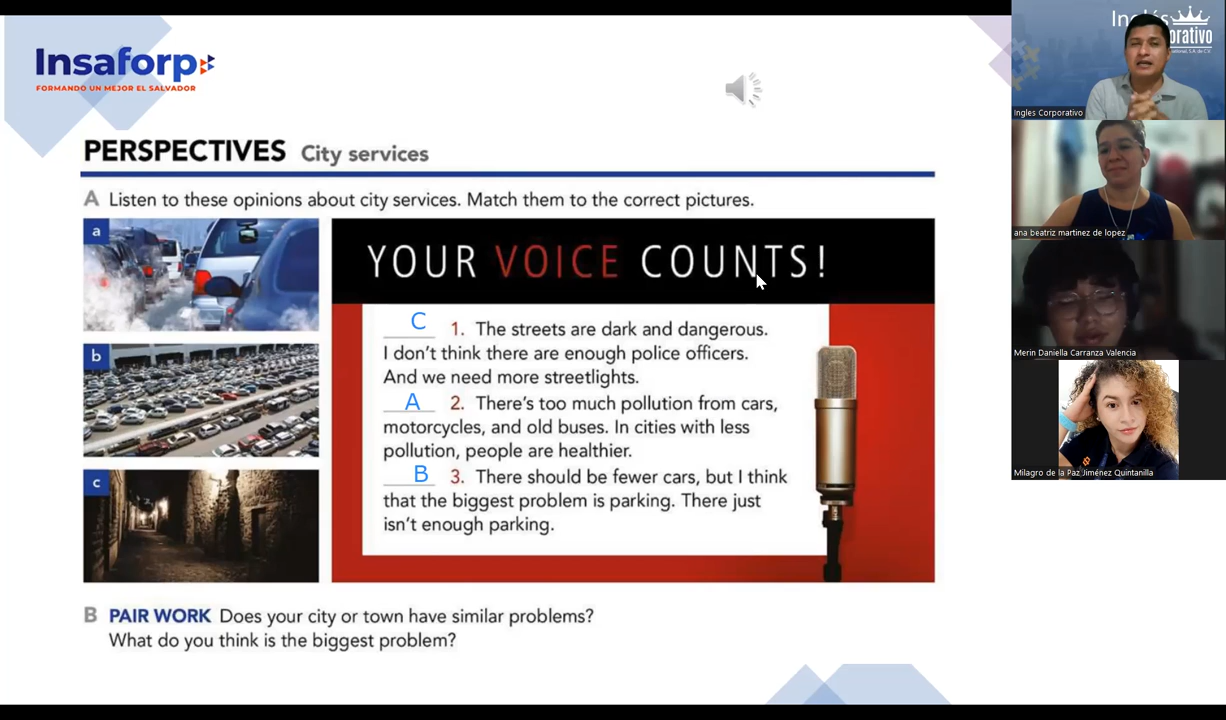 Insaforp
FORMANDO UN MEJOR EL SALVADOR
PERSPECTIVES City services
A Listen to these opinions about city services. Match them to the correct pictures.
a
b
c
YOUR VOICE COUNTS!
C 1. The streets are dark and dangerous.
I don't think there are enough police officers.
And we need more streetlights.
A 2. There's too much pollution from cars,
motorcycles, and old buses. In cities with less
pollution, people are healthier.
B 3. There should be fewer cars, but I think
that the biggest problem is parking. There just
isn't enough parking.
B PAIR WORK Does your city or town have similar problems?
What do you think is the biggest problem?
Ingles Corporativo
ana beatriz martinez de lopez
Merin Daniella Carranza Valencia
Milagro de la Paz Jiménez Quintanilla